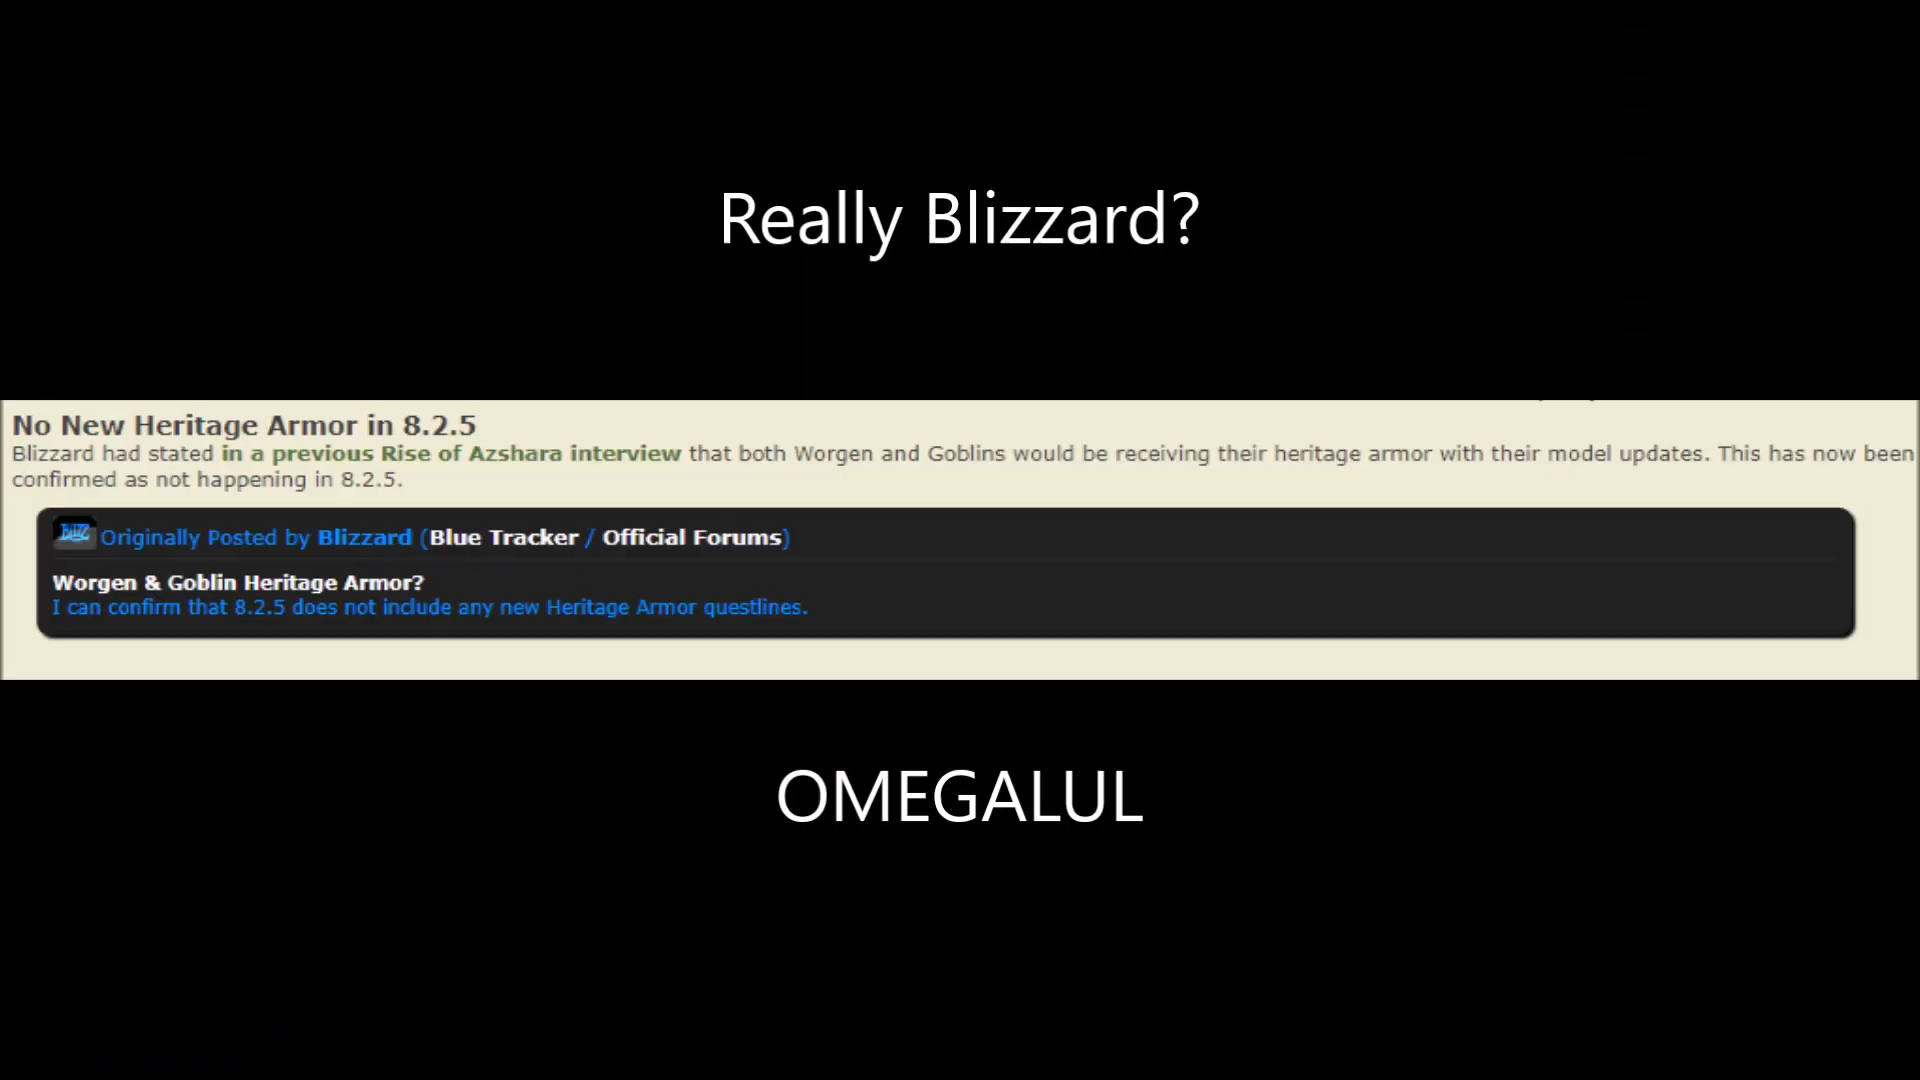 Really Blizzard?
No New Heritage Armor in 8.2.5
Blizzard had stated in a previous Rise of Azshara interview that both Worgen and Goblins would be receiving their heritage armor with their model updates. This has now been
confirmed as not happening in 8.2.5.
BLIZZ Originally Posted by Blizzard (Blue Tracker / Official Forums)
Worgen & Goblin Heritage Armor?
I can confirm that 8.2.5 does not include any new Heritage Armor questlines.
OMEGALUL